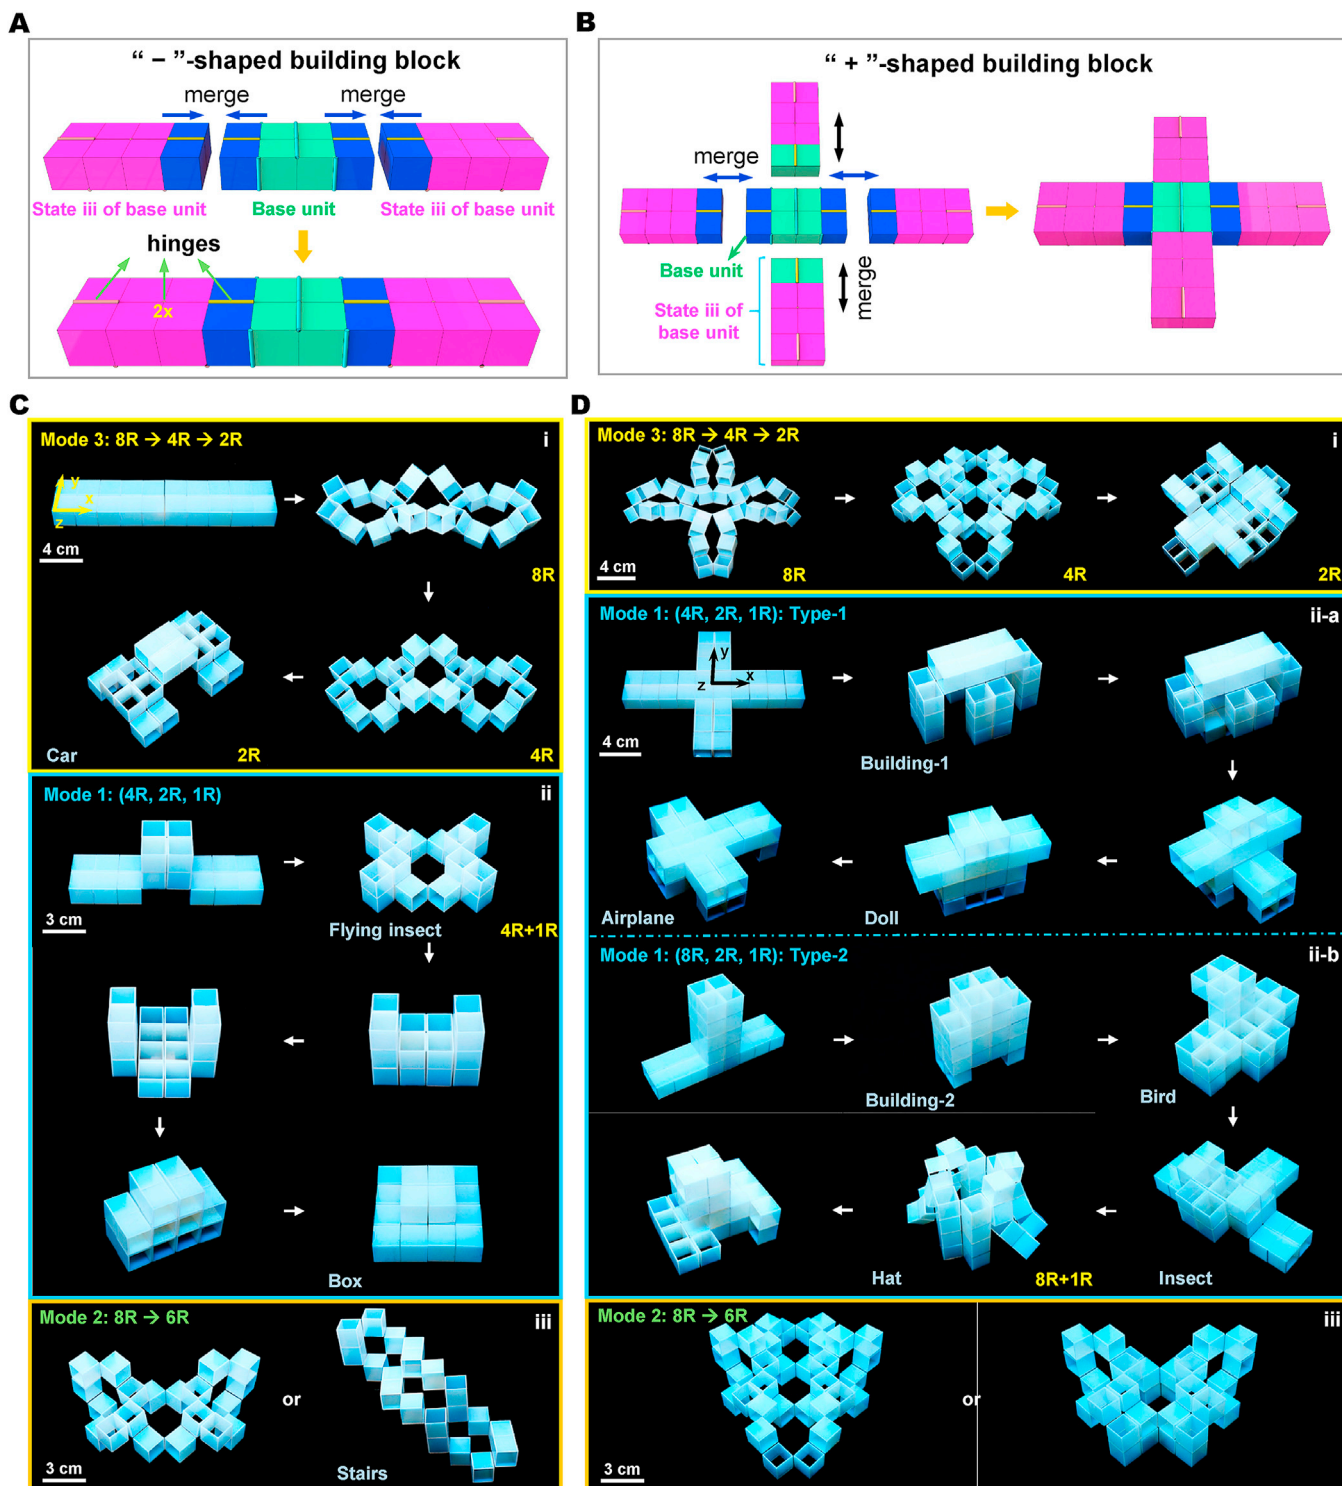 A
“ − ”-shaped building block
merge
merge
State iii of base unit
Base unit
State iii of base unit
hinges
2x
B
“ + ”-shaped building block
merge
Base unit
State iii of
base unit
merge
C
Mode 3: 8R → 4R → 2R
i
y
x
z
4 cm
8R
Car
2R
4R
Mode 1: (4R, 2R, 1R)
ii
3 cm
Flying insect
4R+1R
Box
Mode 2: 8R → 6R
iii
or
3 cm
Stairs
D
Mode 3: 8R → 4R → 2R
i
4 cm
8R
4R
2R
Mode 1: (4R, 2R, 1R): Type-1
ii-a
y
x
z
4 cm
Building-1
Airplane
Doll
Mode 1: (8R, 2R, 1R): Type-2
ii-b
Building-2
Bird
Hat
8R+1R
Insect
Mode 2: 8R → 6R
iii
or
3 cm